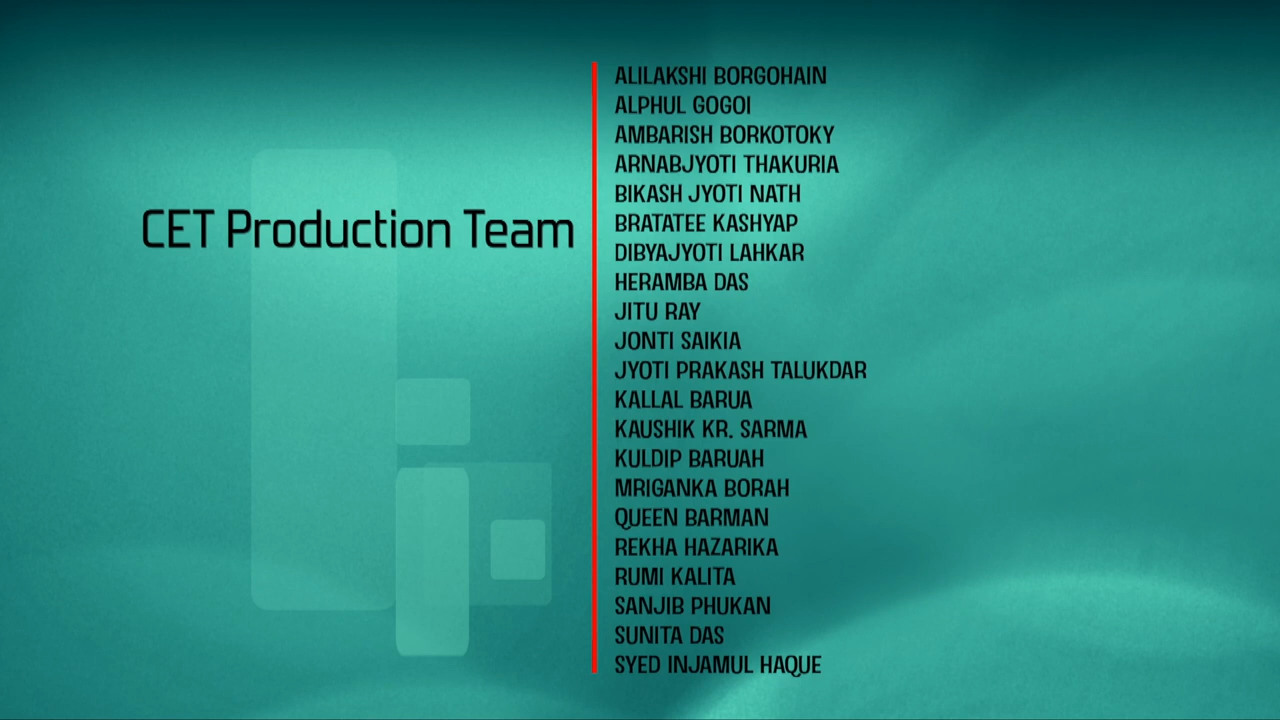 CET Production Team
ALILAKSHI BORGOHAIN
ALPHUL GOGOI
AMBARISH BORKOTOKY
ARNABJYOTI THAKURIA
BIKASH JYOTI NATH
BRATATEE KASHYAP
DIBYAJYOTI LAHKAR
HERAMBA DAS
JITU RAY
JONTI SAIKIA
JYOTI PRAKASH TALUKDAR
KALLAL BARUA
KAUSHIK KR. SARMA
KULDIP BARUAH
MRIGANKA BORAH
QUEEN BARMAN
REKHA HAZARIKA
RUMI KALITA
SANJIB PHUKAN
SUNITA DAS
SYED INJAMUL HAQUE